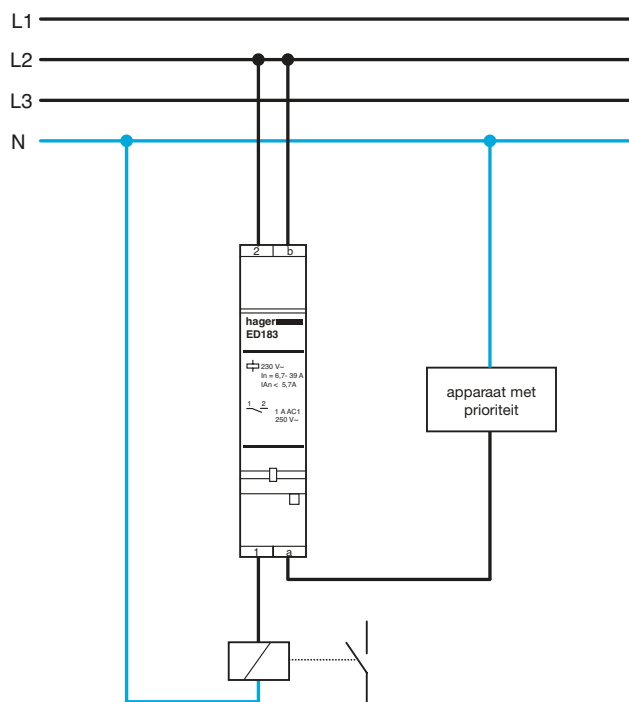 L1
L2
L3
N
2 b
hager
ED183
230 V~
In = 6,7- 39 A
IAn < 5,7A
1 2
1 A AC1
250 V~
apparaat met
prioriteit
1 a